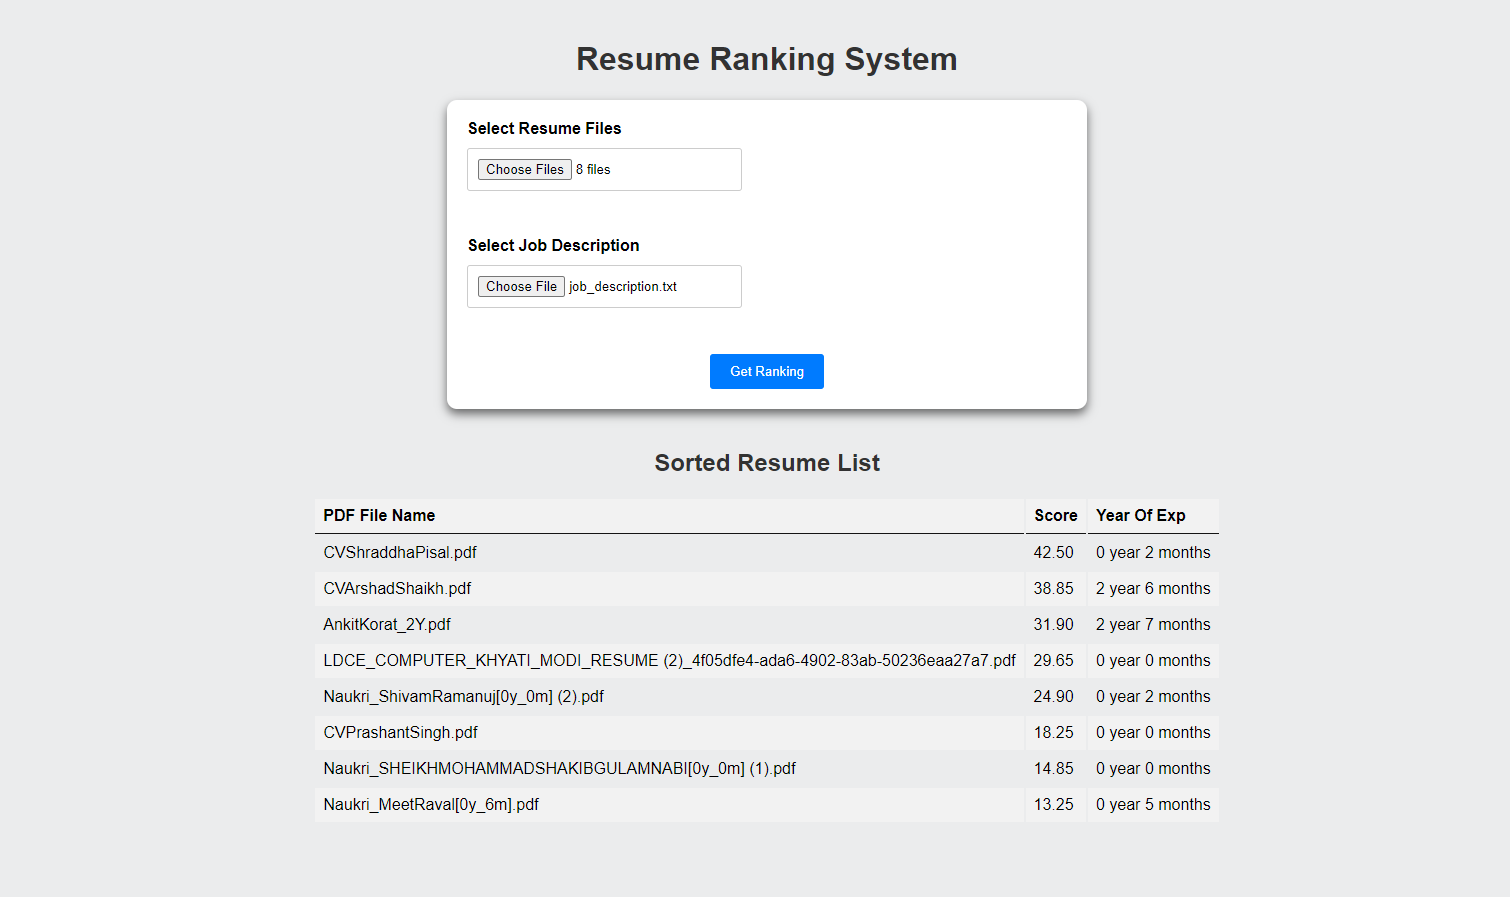 Resume Ranking System
Select Resume Files
Choose Files 8 files
Select Job Description
Choose File job_description.txt
Get Ranking
Sorted Resume List
PDF File Name Score Year Of Exp
CVShraddhaPisal.pdf 42.50 0 year 2 months
CVArshadShaikh.pdf 38.85 2 year 6 months
AnkitKorat_2Y.pdf 31.90 2 year 7 months
LDCE_COMPUTER_KHYATI_MODI_RESUME (2)_4f05dfe4-ada6-4902-83ab-50236eaa27a7.pdf 29.65 0 year 0 months
Naukri_ShivamRamanuj[0y_0m] (2).pdf 24.90 0 year 2 months
CVPrashantSingh.pdf 18.25 0 year 0 months
Naukri_SHEIKHMOHAMMADSHAKIBGULAMNABI[0y_0m] (1).pdf 14.85 0 year 0 months
Naukri_MeetRaval[0y_6m].pdf 13.25 0 year 5 months